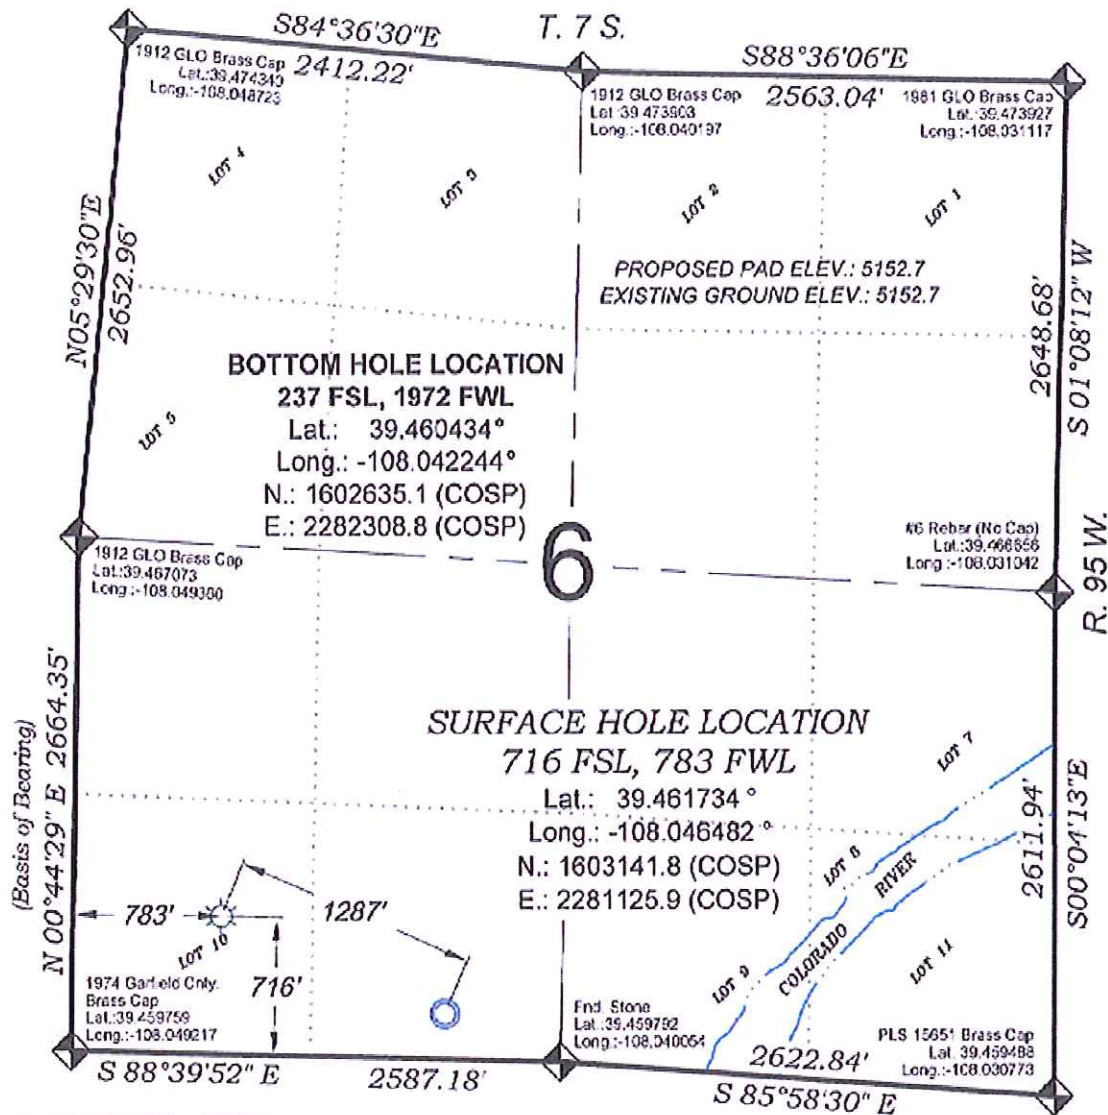 S84°36'30"E
T. 7 S.
S88°36'06"E
1912 GLO Brass Cap
Lat.:39.474340
Long.:-108.048723
2412.22'
1912 GLO Brass Cap
Lat:39.473903
Long.:-108.040197
2563.04'
1981 GLO Brass Cap
Lat.:39.473927
Long.:-108.031117
LOT 4
LOT 3
LOT 2
LOT 1
N05°29'30"E
2652.96'
PROPOSED PAD ELEV.: 5152.7
EXISTING GROUND ELEV.: 5152.7
2648.68'
S 01°08'12" W
BOTTOM HOLE LOCATION
237 FSL, 1972 FWL
Lat.: 39.460434°
Long.: -108.042244°
N.: 1602635.1 (COSP)
E.: 2282308.8 (COSP)
LOT 5
6
1912 GLO Brass Cap
Lat:39.467073
Long.:-108.049380
#6 Rebar (No Cap)
Lat.:39.466656
Long.:-108.031042
R. 95 W.
SURFACE HOLE LOCATION
716 FSL, 783 FWL
Lat.: 39.461734 °
Long.: -108.046482 °
N.: 1603141.8 (COSP)
E.: 2281125.9 (COSP)
(Basis of Bearing)
N 00°44'29" E 2664.35'
LOT 7
LOT 8
RIVER
COLORADO
LOT 9
LOT 11
2611.94'
S00°04'13"E
783'
1287'
LOT 10
716'
1974 Garfield Cnty.
Brass Cap
Lat.:39.459759
Long.:-108.049217
Fnd. Stone
Lat.:39.459792
Long.:-108.040054
PLS 15651 Brass Cap
Lat. 39.459488
Long.:-108.030773
S 88°39'52" E
2587.18'
2622.84'
S 85°58'30" E